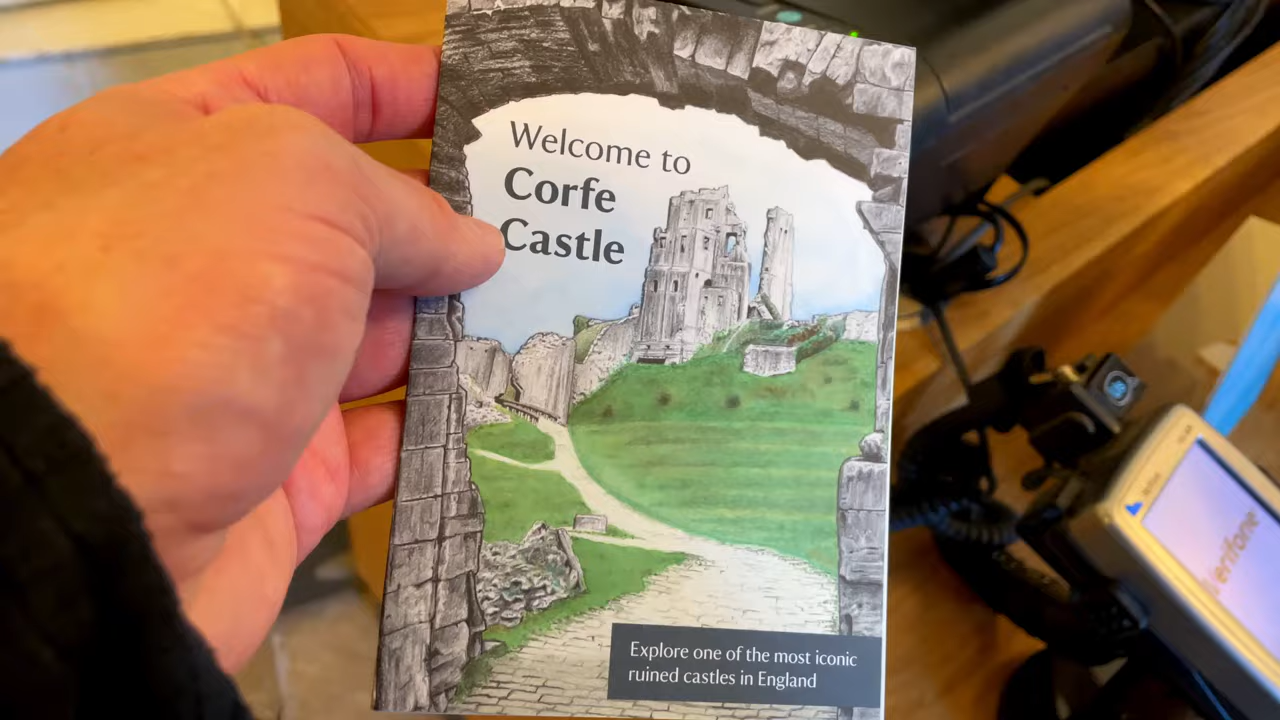 Welcome to
Corfe
Castle
Explore one of the most iconic
ruined castles in England